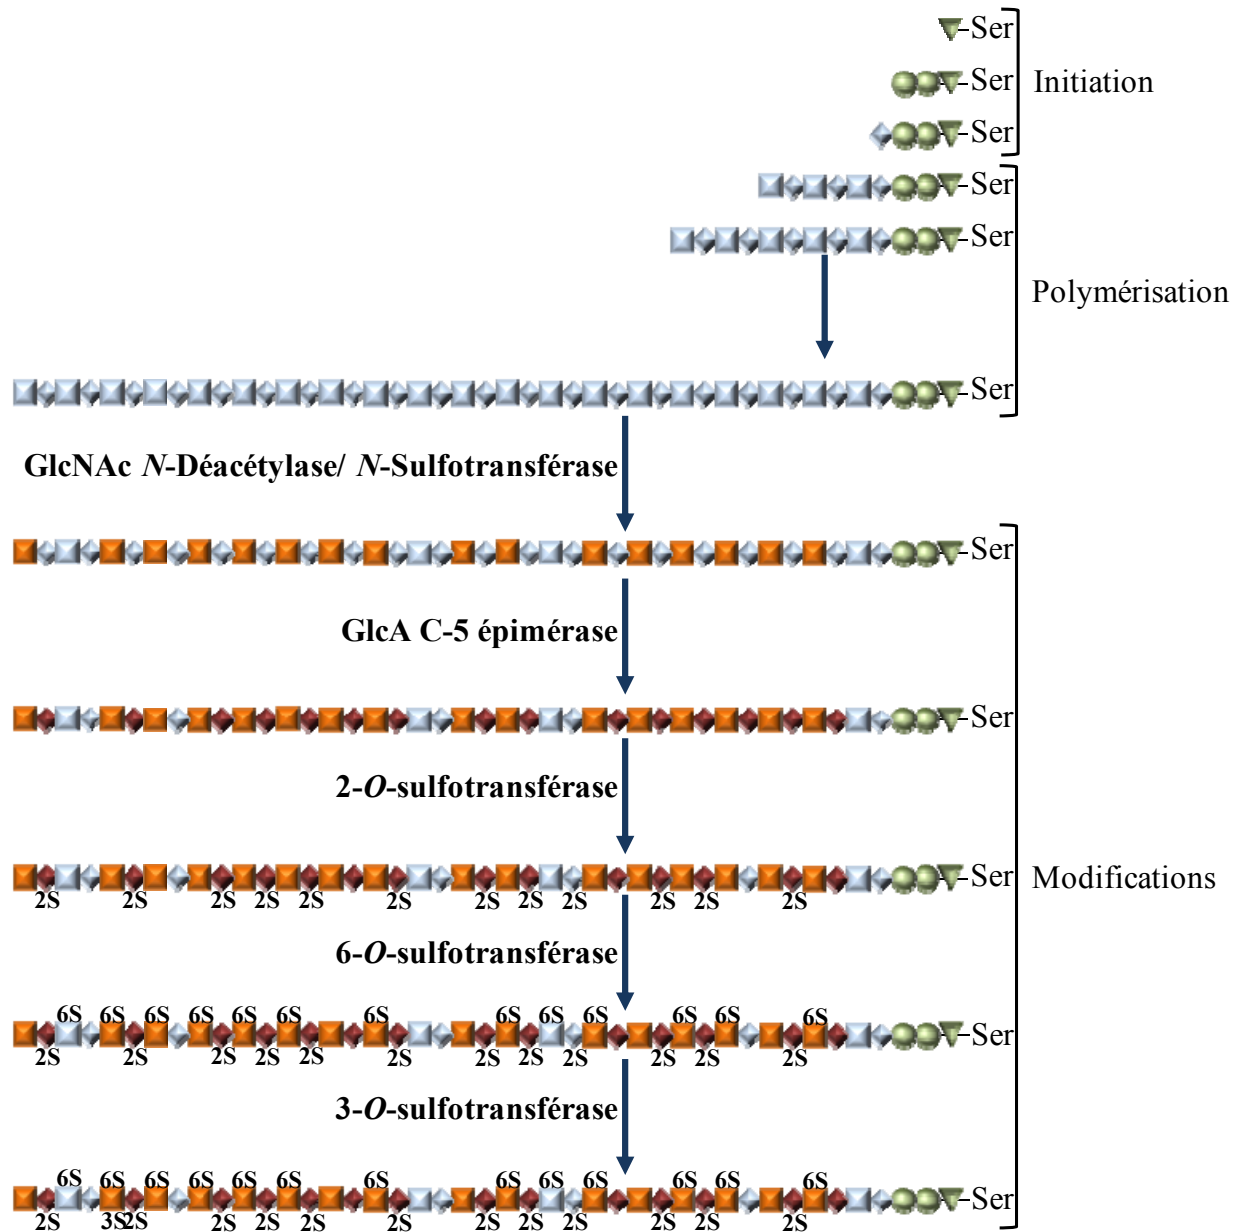 Ser
Ser
Initiation
Ser
Ser
Ser
Polymérisation
Ser
GlcNAc N-Déacétylase/ N-Sulfotransférase
Ser
GlcA C-5 épimérase
Ser
2-O-sulfotransférase
Ser
Modifications
2S 2S 2S 2S 2S 2S 2S 2S 2S 2S 2S 2S
6-O-sulfotransférase
6S 6S 6S 6S 6S 6S 6S 6S 6S 6S 6S 6S 6S
Ser
2S 2S 2S 2S 2S 2S 2S 2S 2S 2S 2S 2S
3-O-sulfotransférase
6S 6S 6S 6S 6S 6S 6S 6S 6S 6S 6S 6S 6S
Ser
2S 3S 2S 2S 2S 2S 2S 2S 2S 2S 2S 2S 2S